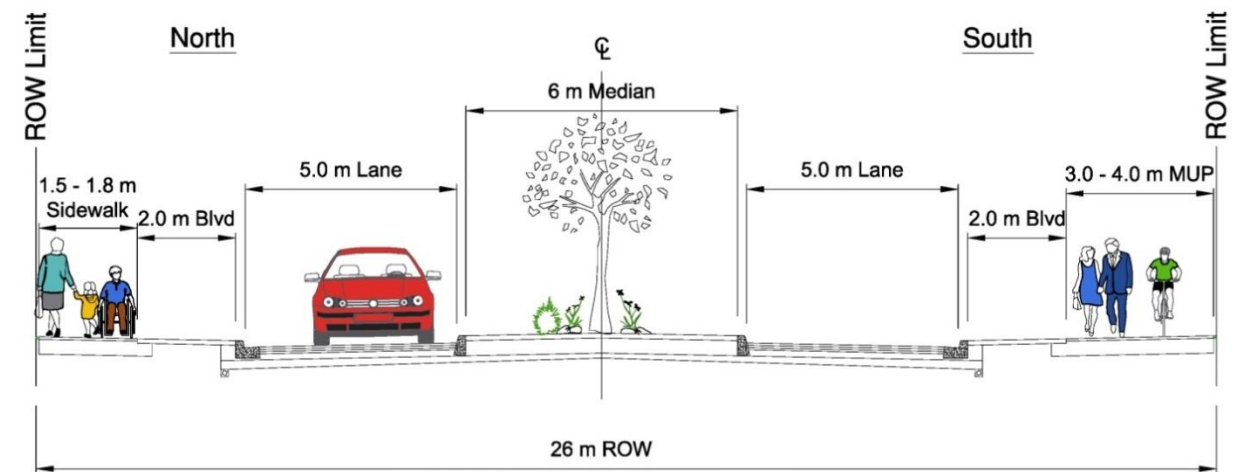 ROW Limit
North
℄
South
ROW Limit
6 m Median
1.5 - 1.8 m
Sidewalk
2.0 m Blvd
5.0 m Lane
5.0 m Lane
2.0 m Blvd
3.0 - 4.0 m MUP
26 m ROW